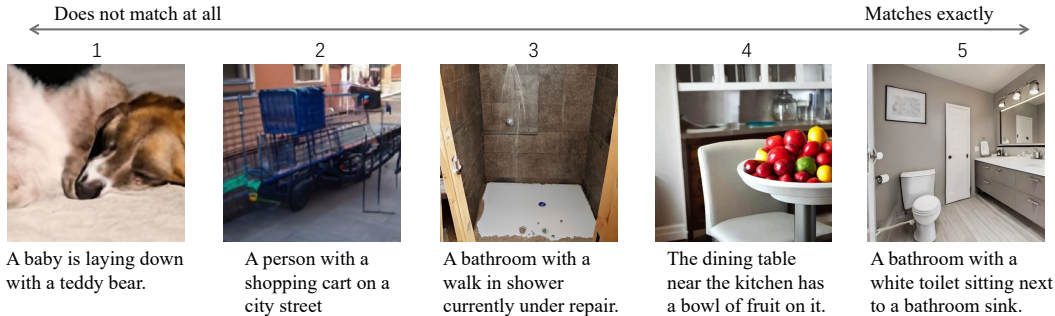 Does not match at all
Matches exactly
1
2
3
4
5
A baby is laying down
with a teddy bear.
A person with a
shopping cart on a
city street
A bathroom with a
walk in shower
currently under repair.
The dining table
near the kitchen has
a bowl of fruit on it.
A bathroom with a
white toilet sitting next
to a bathroom sink.